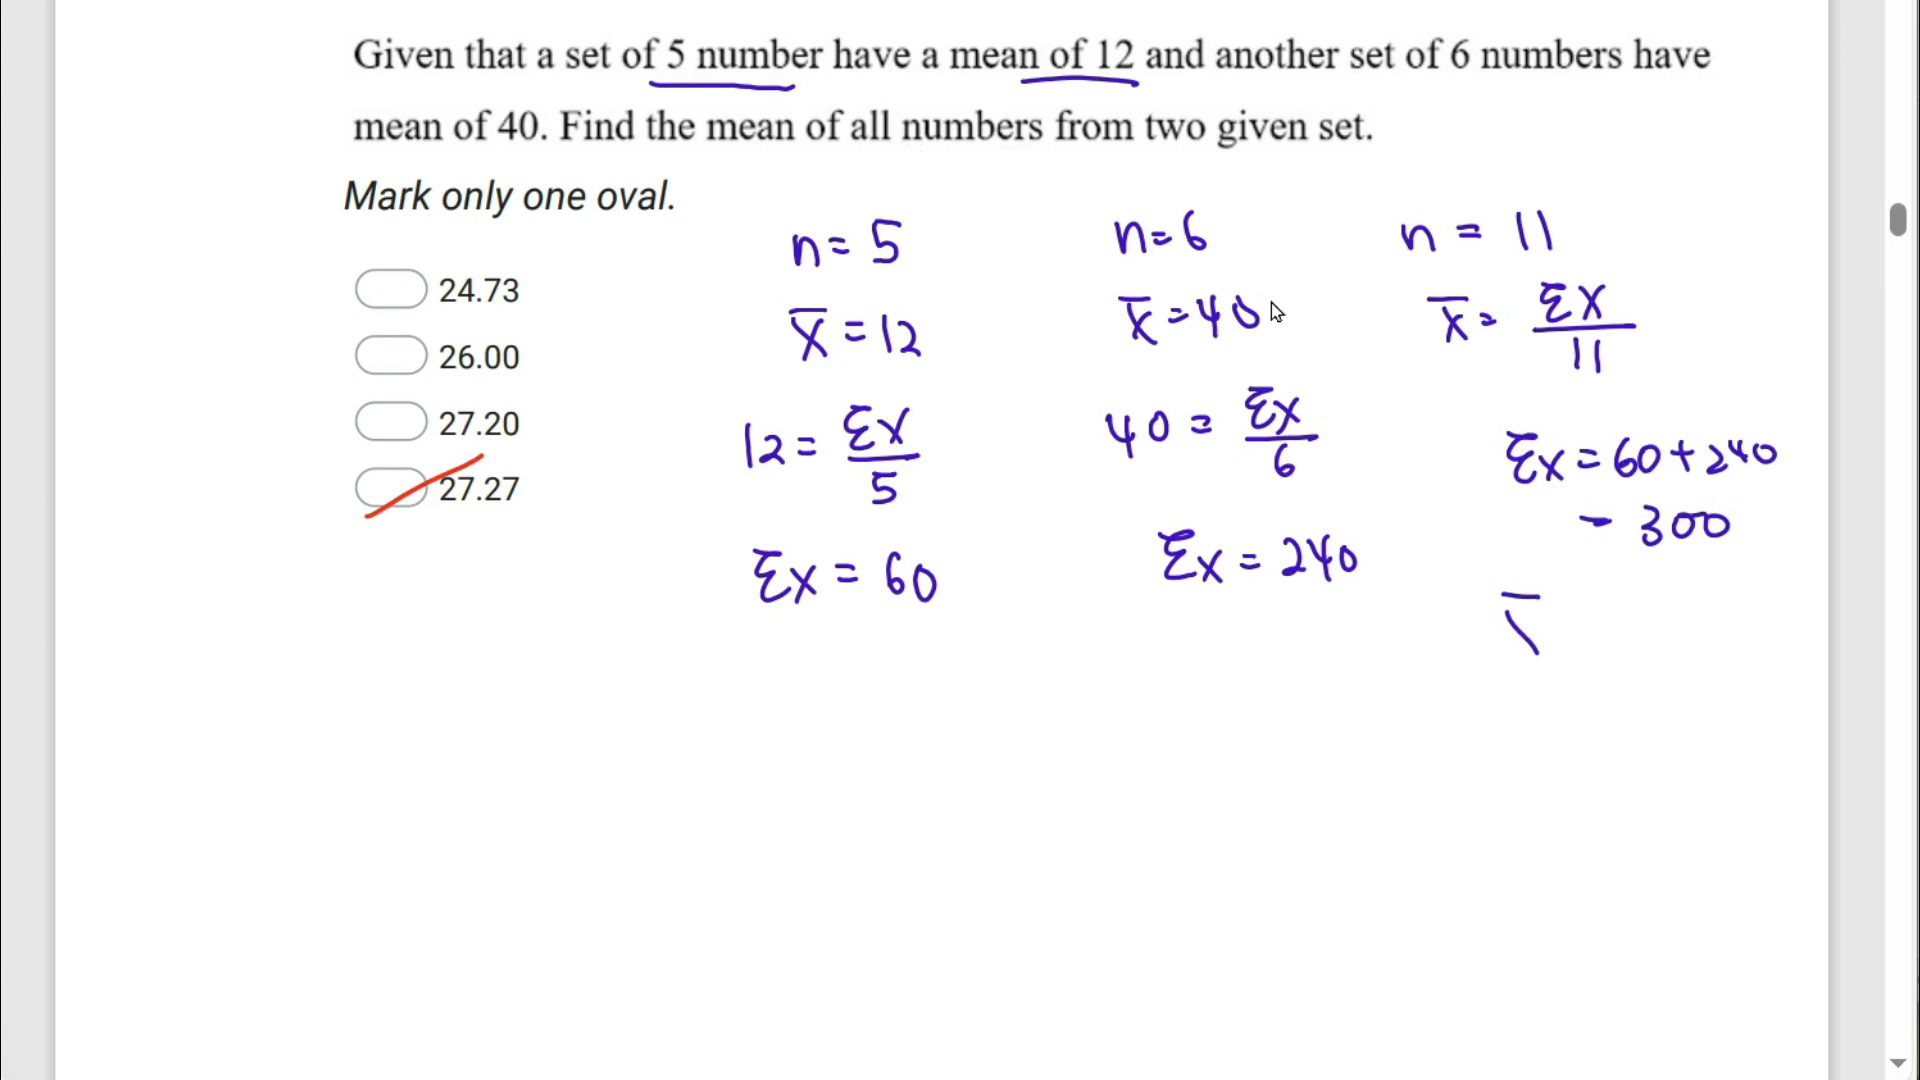 Given that a set of 5 number have a mean of 12 and another set of 6 numbers have
mean of 40. Find the mean of all numbers from two given set.
Mark only one oval.
24.73
26.00
27.20
27.27
n = 5
x̅ = 12
12 = Σx/5
Σx = 60
n = 6
x̅ = 40
40 = Σx/6
Σx = 240
n = 11
x̅ = Σx/11
Σx = 60 + 240
- 300